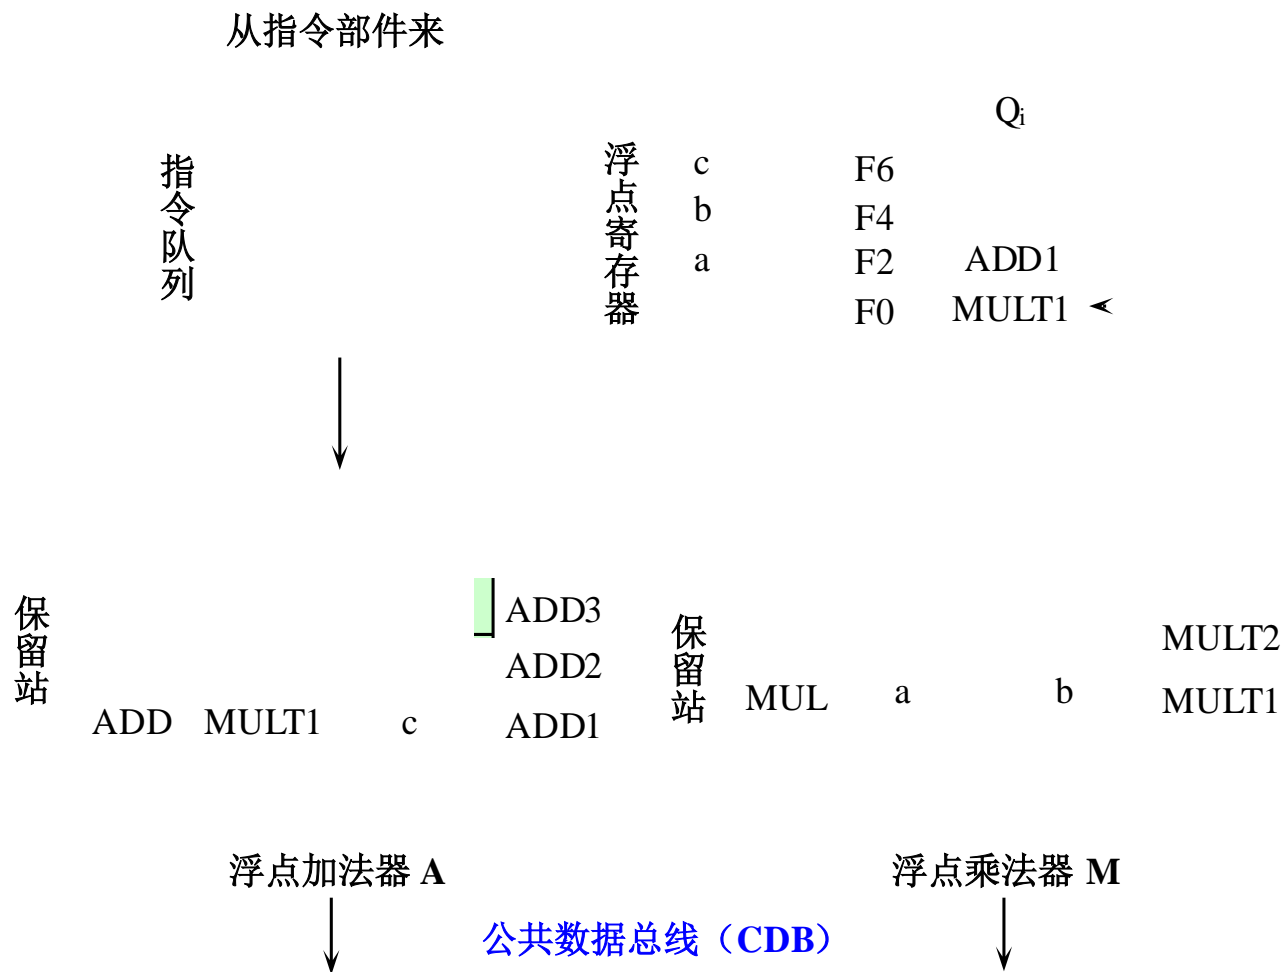 从指令部件来
Qi
指令队列
浮点寄存器
c F6
b F4
a F2 ADD1
F0 MULT1
保留站
ADD3
ADD2
ADD MULT1 c ADD1
保留站
MULT2
MUL a b MULT1
浮点加法器 A
浮点乘法器 M
公共数据总线（CDB）